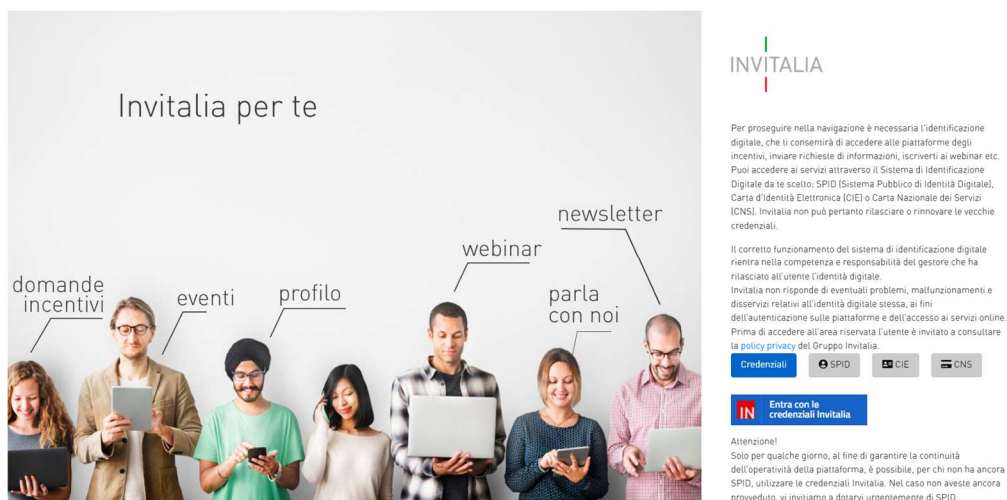 Invitalia per te
domande
incentivi
eventi
profilo
webinar
newsletter
parla
con noi
INVITALIA
Per proseguire nella navigazione è necessaria l'identificazione
digitale, che ti consentirà di accedere alle piattaforme degli
incentivi, inviare richieste di informazioni, iscriverti ai webinar etc.
Puoi accedere ai servizi attraverso il Sistema di Identificazione
Digitale da te scelto: SPID (Sistema Pubblico di Identità Digitale),
Carta d'Identità Elettronica (CIE) o Carta Nazionale dei Servizi
(CNS). Invitalia non può pertanto rilasciare o rinnovare le vecchie
credenziali.
Il corretto funzionamento del sistema di identificazione digitale
rientra nella competenza e responsabilità del gestore che ha
rilasciato all'utente l'identità digitale.
Invitalia non risponde di eventuali problemi, malfunzionamenti e
disservizi relativi all'identità digitale stessa, ai fini
dell'autenticazione sulle piattaforme e dell'accesso ai servizi online.
Prima di accedere all'area riservata l'utente è invitato a consultare
la policy privacy del Gruppo Invitalia.
Credenziali SPID CIE CNS
IN Entra con le
credenziali Invitalia
Attenzione!
Solo per qualche giorno, al fine di garantire la continuità
dell'operatività della piattaforma, è possibile, per chi non ha ancora
SPID, utilizzare le credenziali Invitalia. Nel caso non aveste ancora
provveduto, vi invitiamo a dotarvi urgentemente di SPID.